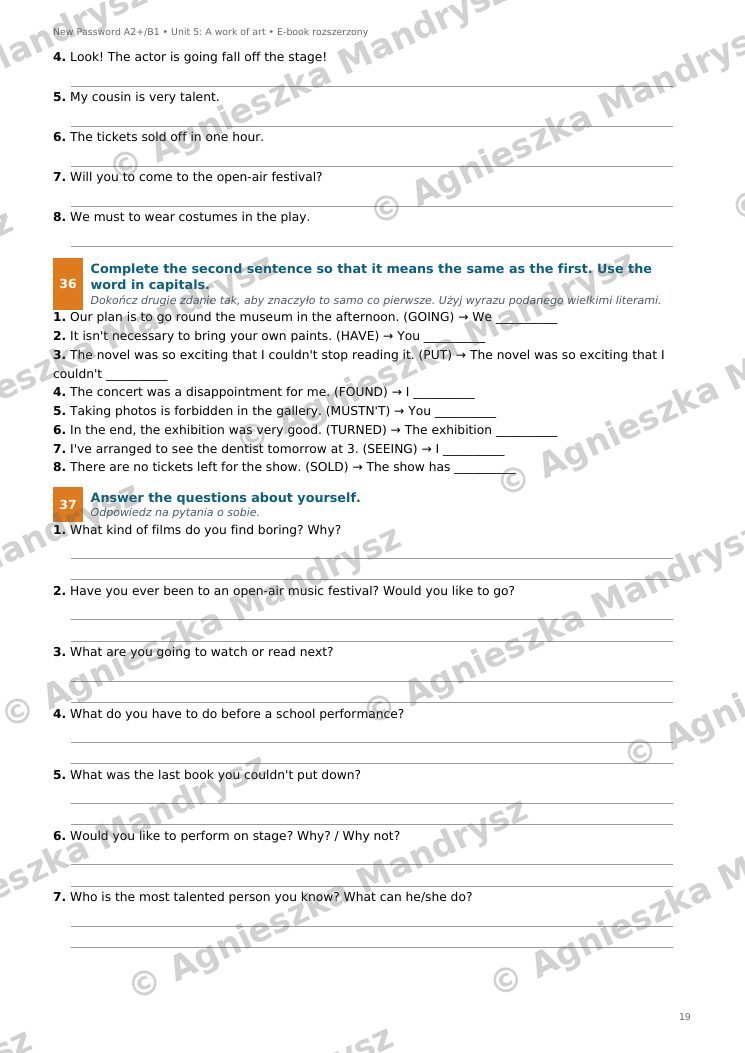 New Password A2+/B1 • Unit 5: A work of art • E-book rozszerzony
4. Look! The actor is going fall off the stage!
5. My cousin is very talent.
6. The tickets sold off in one hour.
7. Will you to come to the open-air festival?
8. We must to wear costumes in the play.
36
Complete the second sentence so that it means the same as the first. Use the
word in capitals.
Dokończ drugie zdanie tak, aby znaczyło to samo co pierwsze. Użyj wyrazu podanego wielkimi literami.
1. Our plan is to go round the museum in the afternoon. (GOING) → We __________
2. It isn't necessary to bring your own paints. (HAVE) → You __________
3. The novel was so exciting that I couldn't stop reading it. (PUT) → The novel was so exciting that I
couldn't __________
4. The concert was a disappointment for me. (FOUND) → I __________
5. Taking photos is forbidden in the gallery. (MUSTN'T) → You __________
6. In the end, the exhibition was very good. (TURNED) → The exhibition __________
7. I've arranged to see the dentist tomorrow at 3. (SEEING) → I __________
8. There are no tickets left for the show. (SOLD) → The show has __________
37
Answer the questions about yourself.
Odpowiedz na pytania o sobie.
1. What kind of films do you find boring? Why?
2. Have you ever been to an open-air music festival? Would you like to go?
3. What are you going to watch or read next?
4. What do you have to do before a school performance?
5. What was the last book you couldn't put down?
6. Would you like to perform on stage? Why? / Why not?
7. Who is the most talented person you know? What can he/she do?
19
© Agnieszka Mandrysz